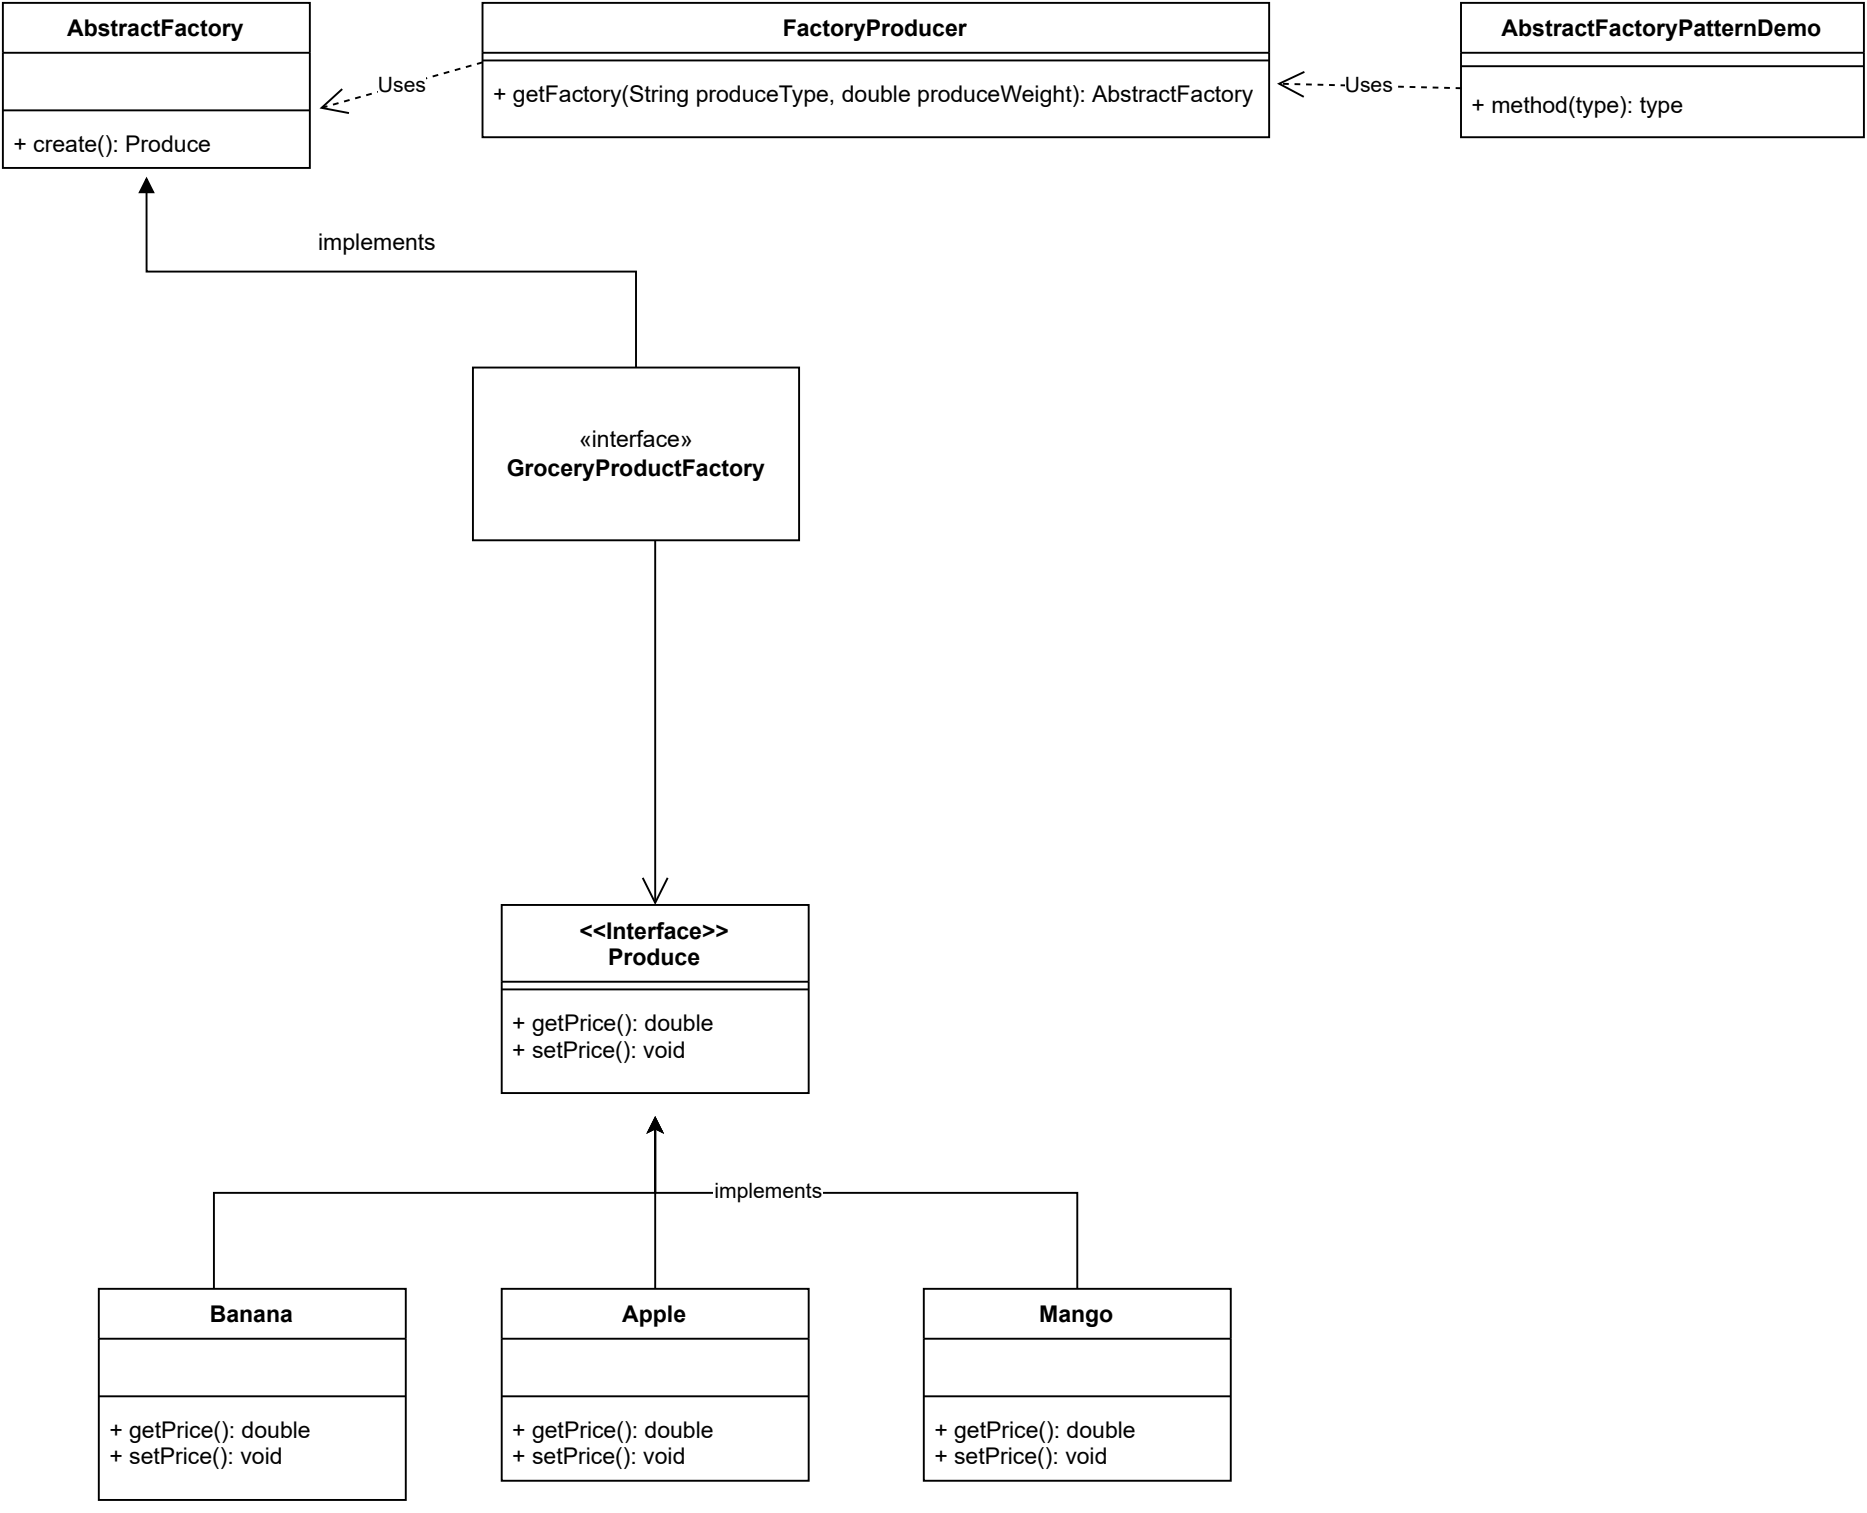 AbstractFactory
+ create(): Produce
Uses
FactoryProducer
+ getFactory(String produceType, double produceWeight): AbstractFactory
Uses
AbstractFactoryPatternDemo
+ method(type): type
implements
«interface»
GroceryProductFactory
<<Interface>>
Produce
+ getPrice(): double
+ setPrice(): void
implements
Banana
+ getPrice(): double
+ setPrice(): void
Apple
+ getPrice(): double
+ setPrice(): void
Mango
+ getPrice(): double
+ setPrice(): void